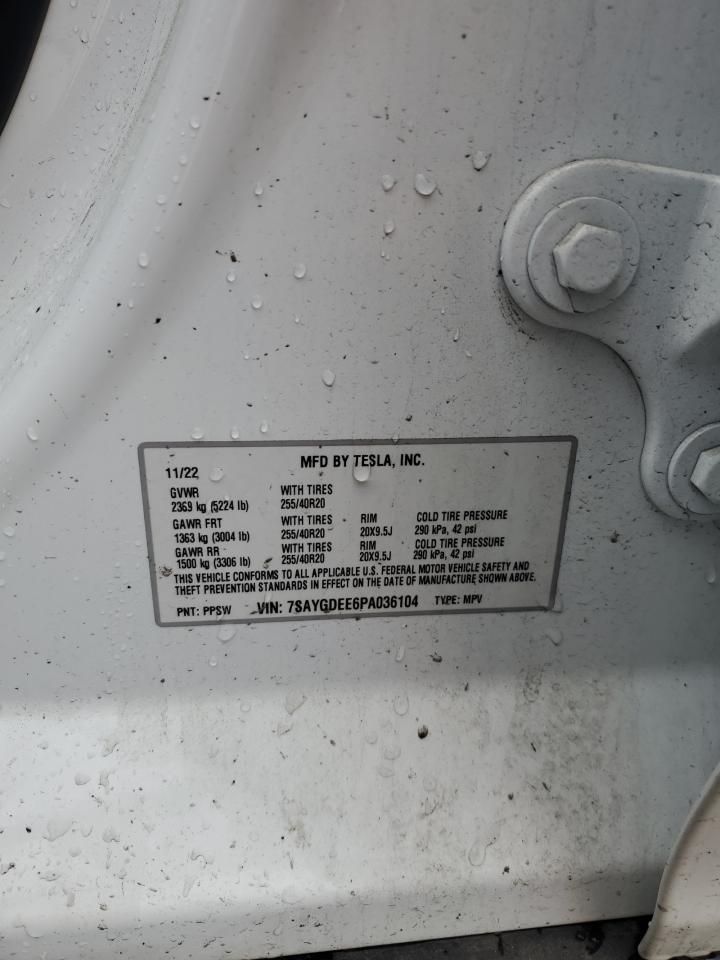 MFD BY TESLA, INC.
11/22
GVWR WITH TIRES
2369 kg (5224 lb) 255/40R20
GAWR FRT WITH TIRES RIM COLD TIRE PRESSURE
1363 kg (3004 lb) 255/40R20 20X9.5J 290 kPa, 42 psi
GAWR RR WITH TIRES RIM COLD TIRE PRESSURE
1500 kg (3306 lb) 255/40R20 20X9.5J 290 kPa, 42 psi
THIS VEHICLE CONFORMS TO ALL APPLICABLE U.S. FEDERAL MOTOR VEHICLE SAFETY AND
THEFT PREVENTION STANDARDS IN EFFECT ON THE DATE OF MANUFACTURE SHOWN ABOVE.
PNT: PPSW VIN: 7SAYGDEE6PA036104 TYPE: MPV